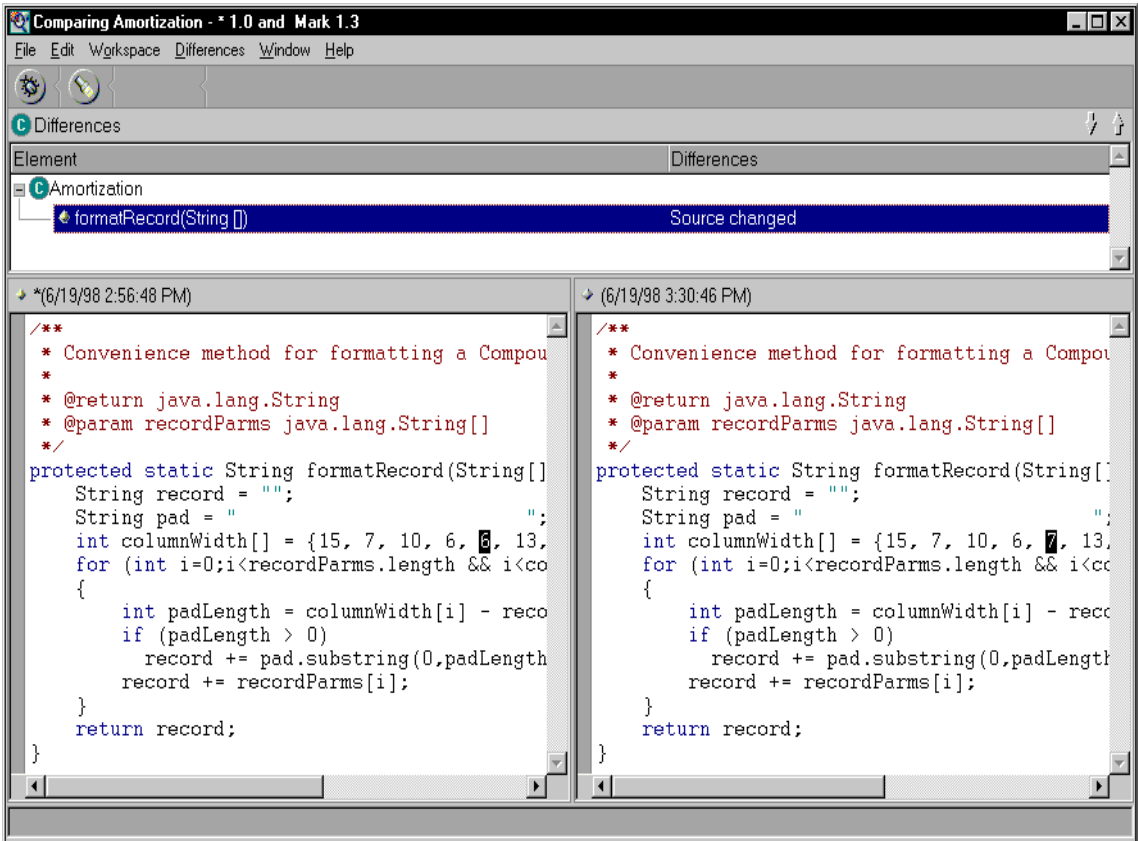 Comparing Amortization - * 1.0 and Mark 1.3
File Edit Workspace Differences Window Help
C Differences
Element Differences
C Amortization
formatRecord(String []) Source changed
*(6/19/98 2:56:48 PM)
/**
* Convenience method for formatting a Compou
*
* @return java.lang.String
* @param recordParms java.lang.String[]
*/
protected static String formatRecord(String[]
String record = "";
String pad = "                         ";
int columnWidth[] = {15, 7, 10, 6, 6, 13,
for (int i=0;i<recordParms.length && i<co
{
int padLength = columnWidth[i] - reco
if (padLength > 0)
record += pad.substring(0,padLength
record += recordParms[i];
}
return record;
}
(6/19/98 3:30:46 PM)
/**
* Convenience method for formatting a Compou
*
* @return java.lang.String
* @param recordParms java.lang.String[]
*/
protected static String formatRecord(String[]
String record = "";
String pad = "                         ";
int columnWidth[] = {15, 7, 10, 6, 7, 13,
for (int i=0;i<recordParms.length && i<co
{
int padLength = columnWidth[i] - reco
if (padLength > 0)
record += pad.substring(0,padLength
record += recordParms[i];
}
return record;
}